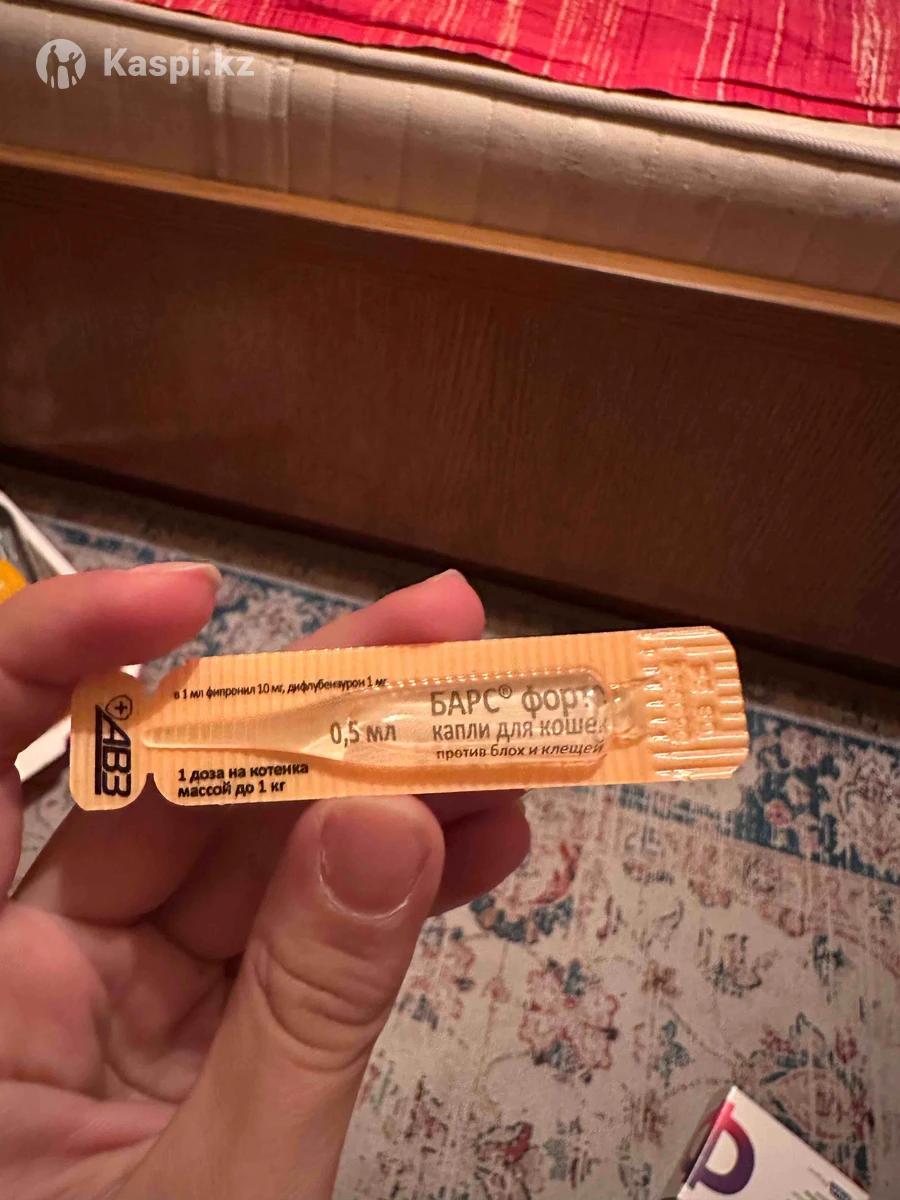 Kaspi.kz
в 1 мл фипронил 10 мг, дифлубензурон 1 мг
БАРС® форте
0,5 мл
капли для кошек
против блох и клещей
1 доза на котенка
массой до 1 кг
АВЗ